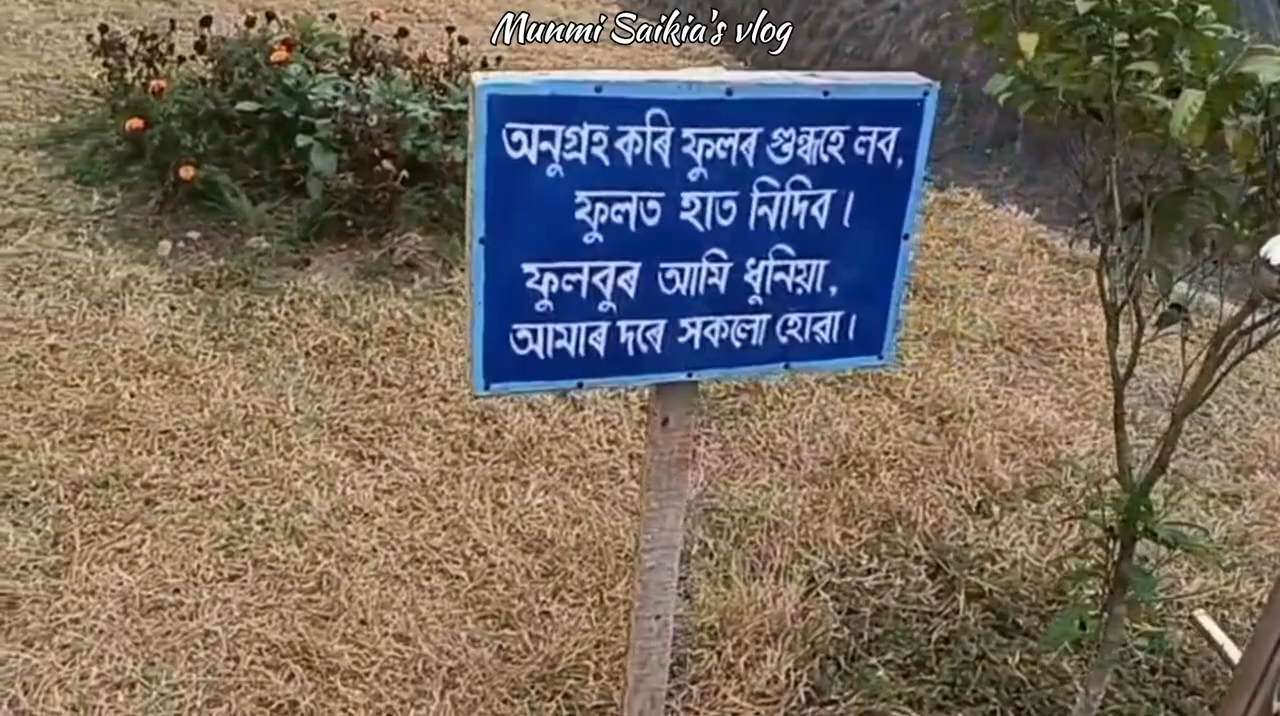 Munmi Saikia's vlog
অনুগ্ৰহ কৰি ফুলৰ গুন্ধহে লব,
ফুলত হাত নিদিব।
ফুলবুৰ আমি ধুনিয়া,
আমাৰ দৰে সকলো হোৱা।